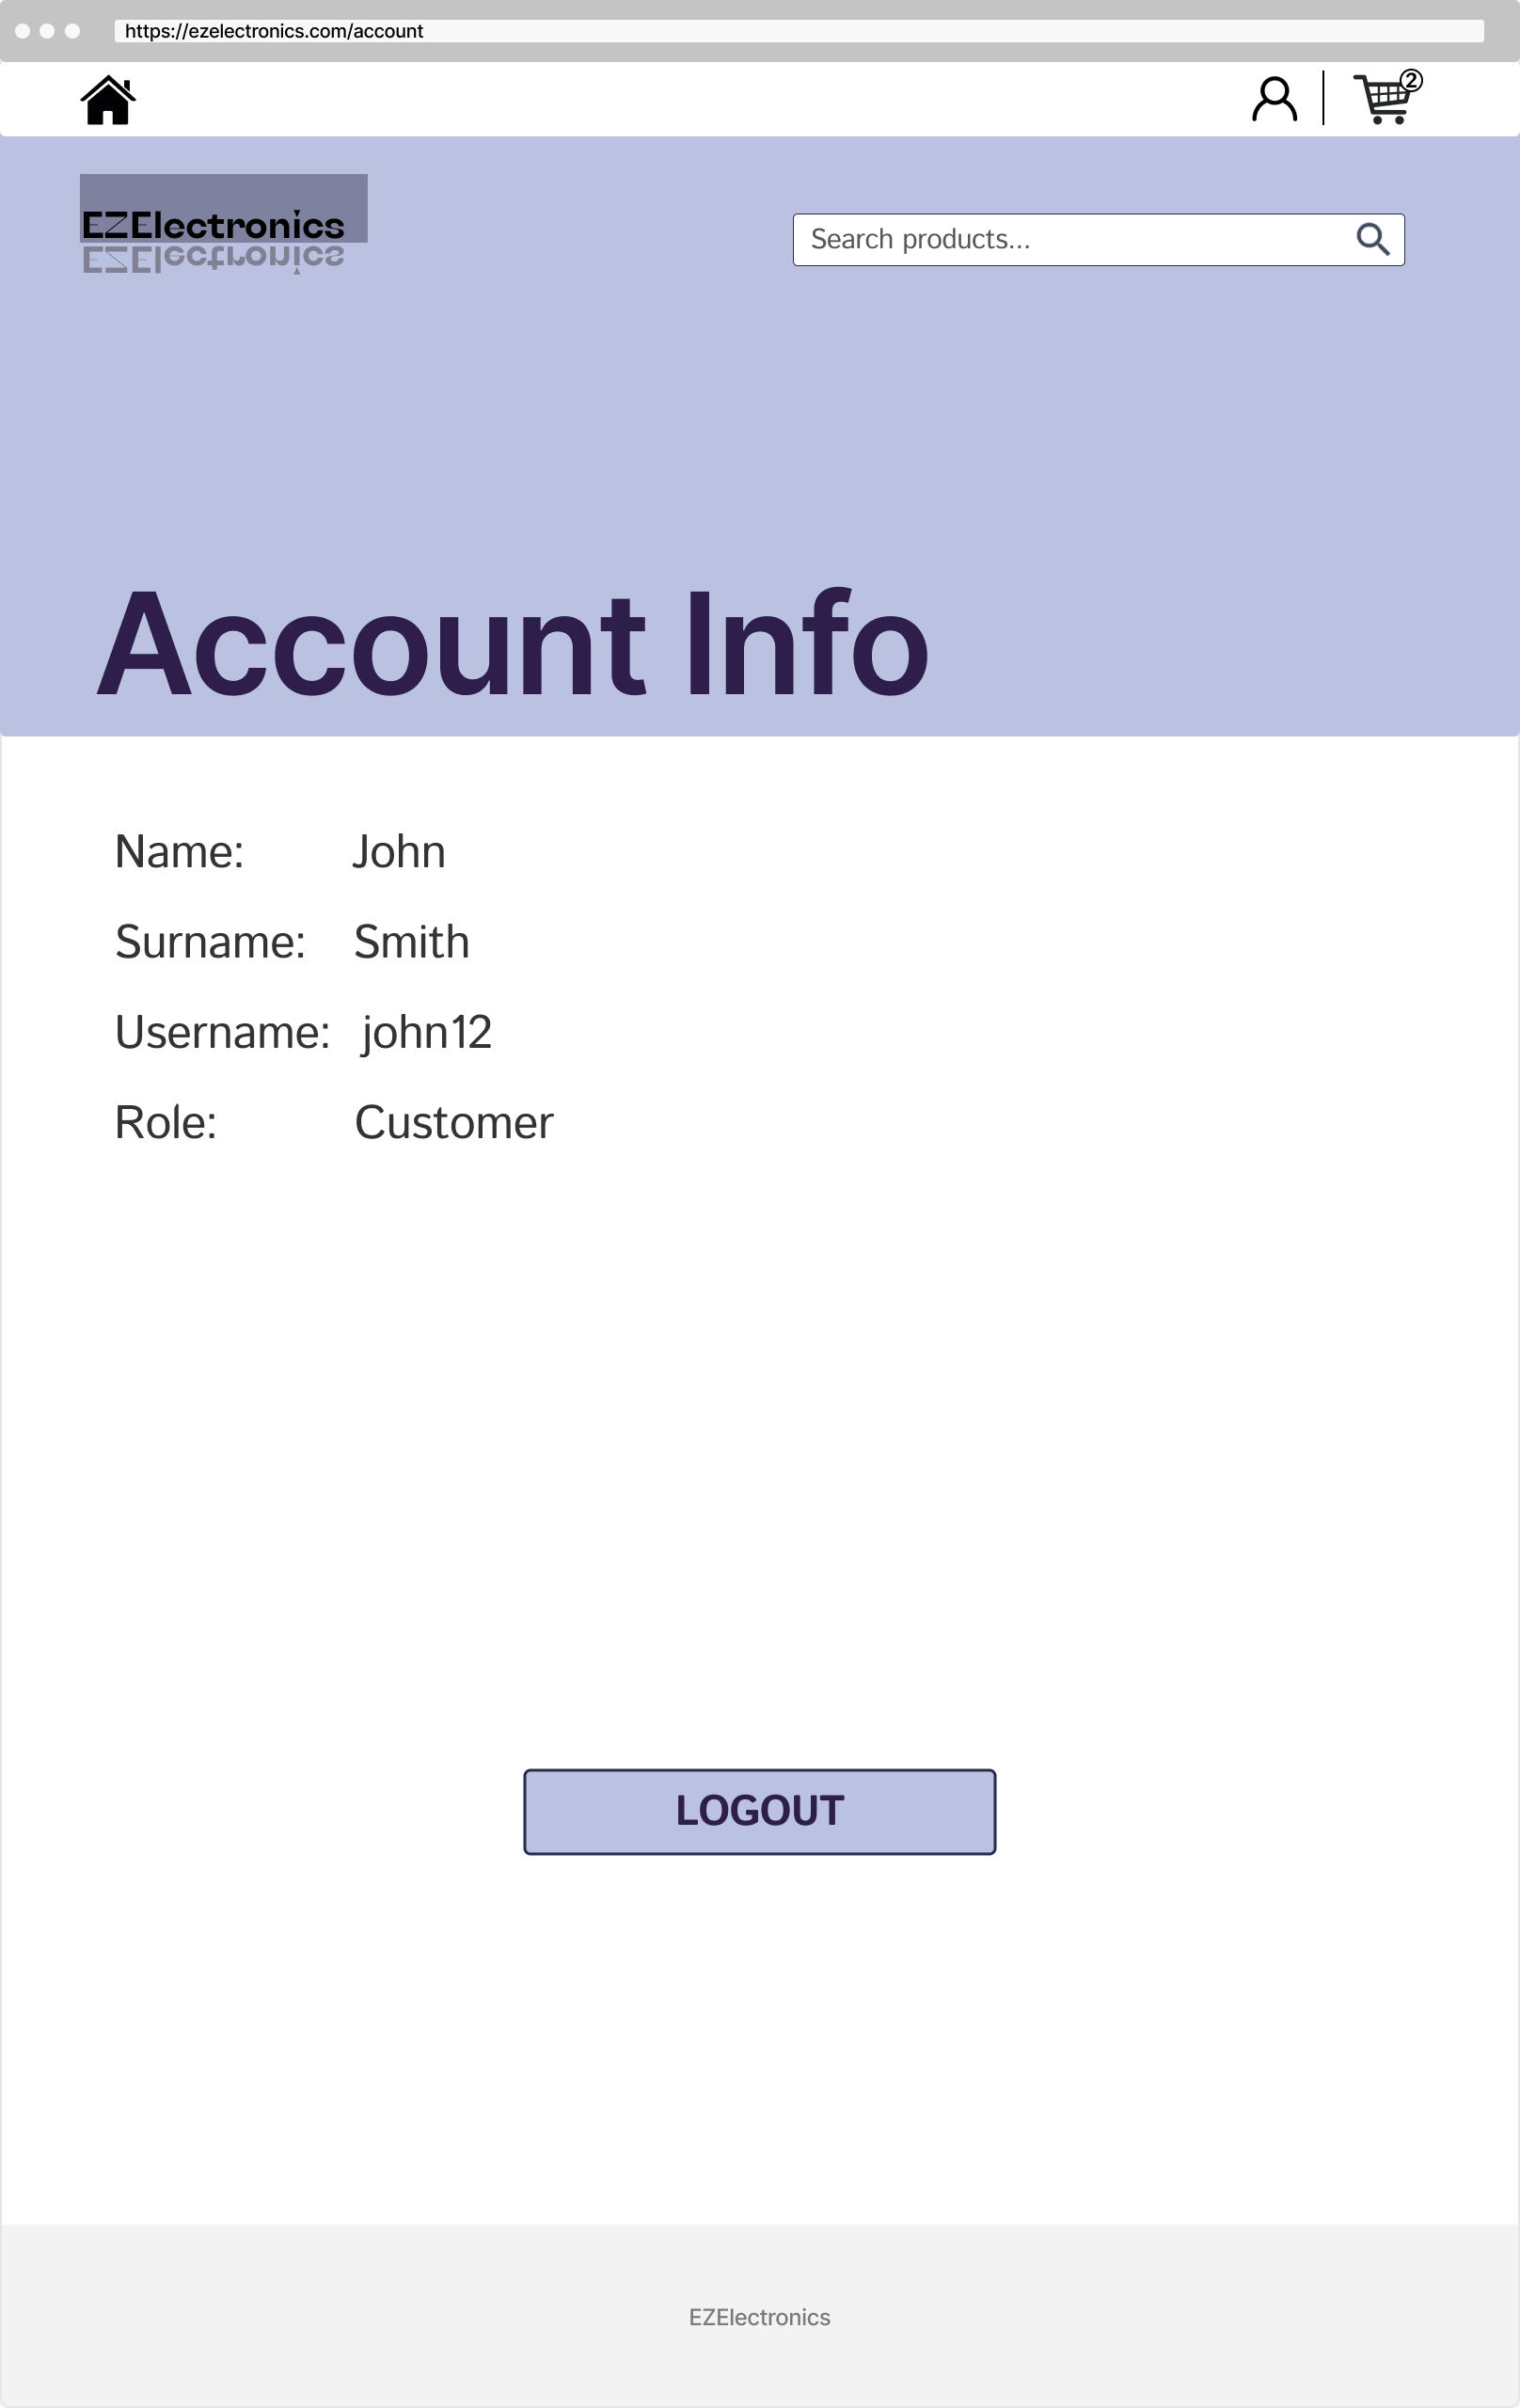 https://ezelectronics.com/account
2
EZElectronics
Search products...
Account Info
Name: John
Surname: Smith
Username: john12
Role: Customer
LOGOUT
EZElectronics